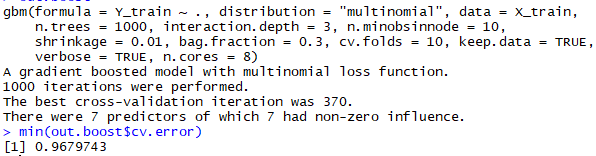 gbm(formula = Y_train ~ ., distribution = "multinomial", data = X_train,
n.trees = 1000, interaction.depth = 3, n.minobsinnode = 10,
shrinkage = 0.01, bag.fraction = 0.3, cv.folds = 10, keep.data = TRUE,
verbose = TRUE, n.cores = 8)
A gradient boosted model with multinomial loss function.
1000 iterations were performed.
The best cross-validation iteration was 370.
There were 7 predictors of which 7 had non-zero influence.
> min(out.boost$cv.error)
[1] 0.9679743